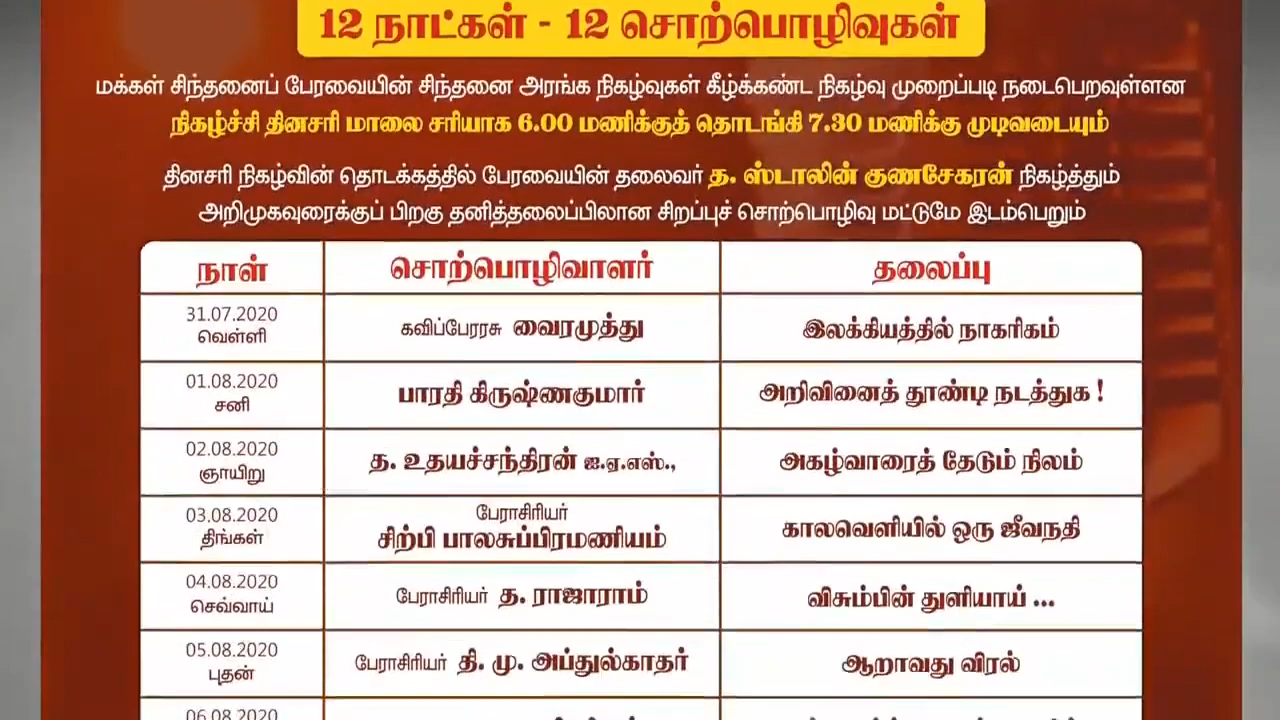 12 நாட்கள் - 12 சொற்பொழிவுகள்
மக்கள் சிந்தனைப் பேரவையின் சிந்தனை அரங்க நிகழ்வுகள் கீழ்க்கண்ட நிகழ்வு முறைப்படி நடைபெறவுள்ளன
நிகழ்ச்சி தினசரி மாலை சரியாக 6.00 மணிக்குத் தொடங்கி 7.30 மணிக்கு முடிவடையும்
தினசரி நிகழ்வின் தொடக்கத்தில் பேரவையின் தலைவர் த. ஸ்டாலின் குணசேகரன் நிகழ்த்தும்
அறிமுகவுரைக்குப் பிறகு தனித்தலைப்பிலான சிறப்புச் சொற்பொழிவு மட்டுமே இடம்பெறும்
நாள் சொற்பொழிவாளர் தலைப்பு
31.07.2020
வெள்ளி
கவிப்பேரரசு வைரமுத்து
இலக்கியத்தில் நாகரிகம்
01.08.2020
சனி
பாரதி கிருஷ்ணகுமார்
அறிவினைத் தூண்டி நடத்துக !
02.08.2020
ஞாயிறு
த. உதயச்சந்திரன் ஐ.ஏ.எஸ்.,
அகழ்வாரைத் தேடும் நிலம்
03.08.2020
திங்கள்
பேராசிரியர்
சிற்பி பாலசுப்பிரமணியம்
காலவெளியில் ஒரு ஜீவநதி
04.08.2020
செவ்வாய்
பேராசிரியர் த. ராஜாராம்
விசும்பின் துளியாய் ...
05.08.2020
புதன்
பேராசிரியர் தி. மு. அப்துல்காதர்
ஆறாவது விரல்
06.08.2020